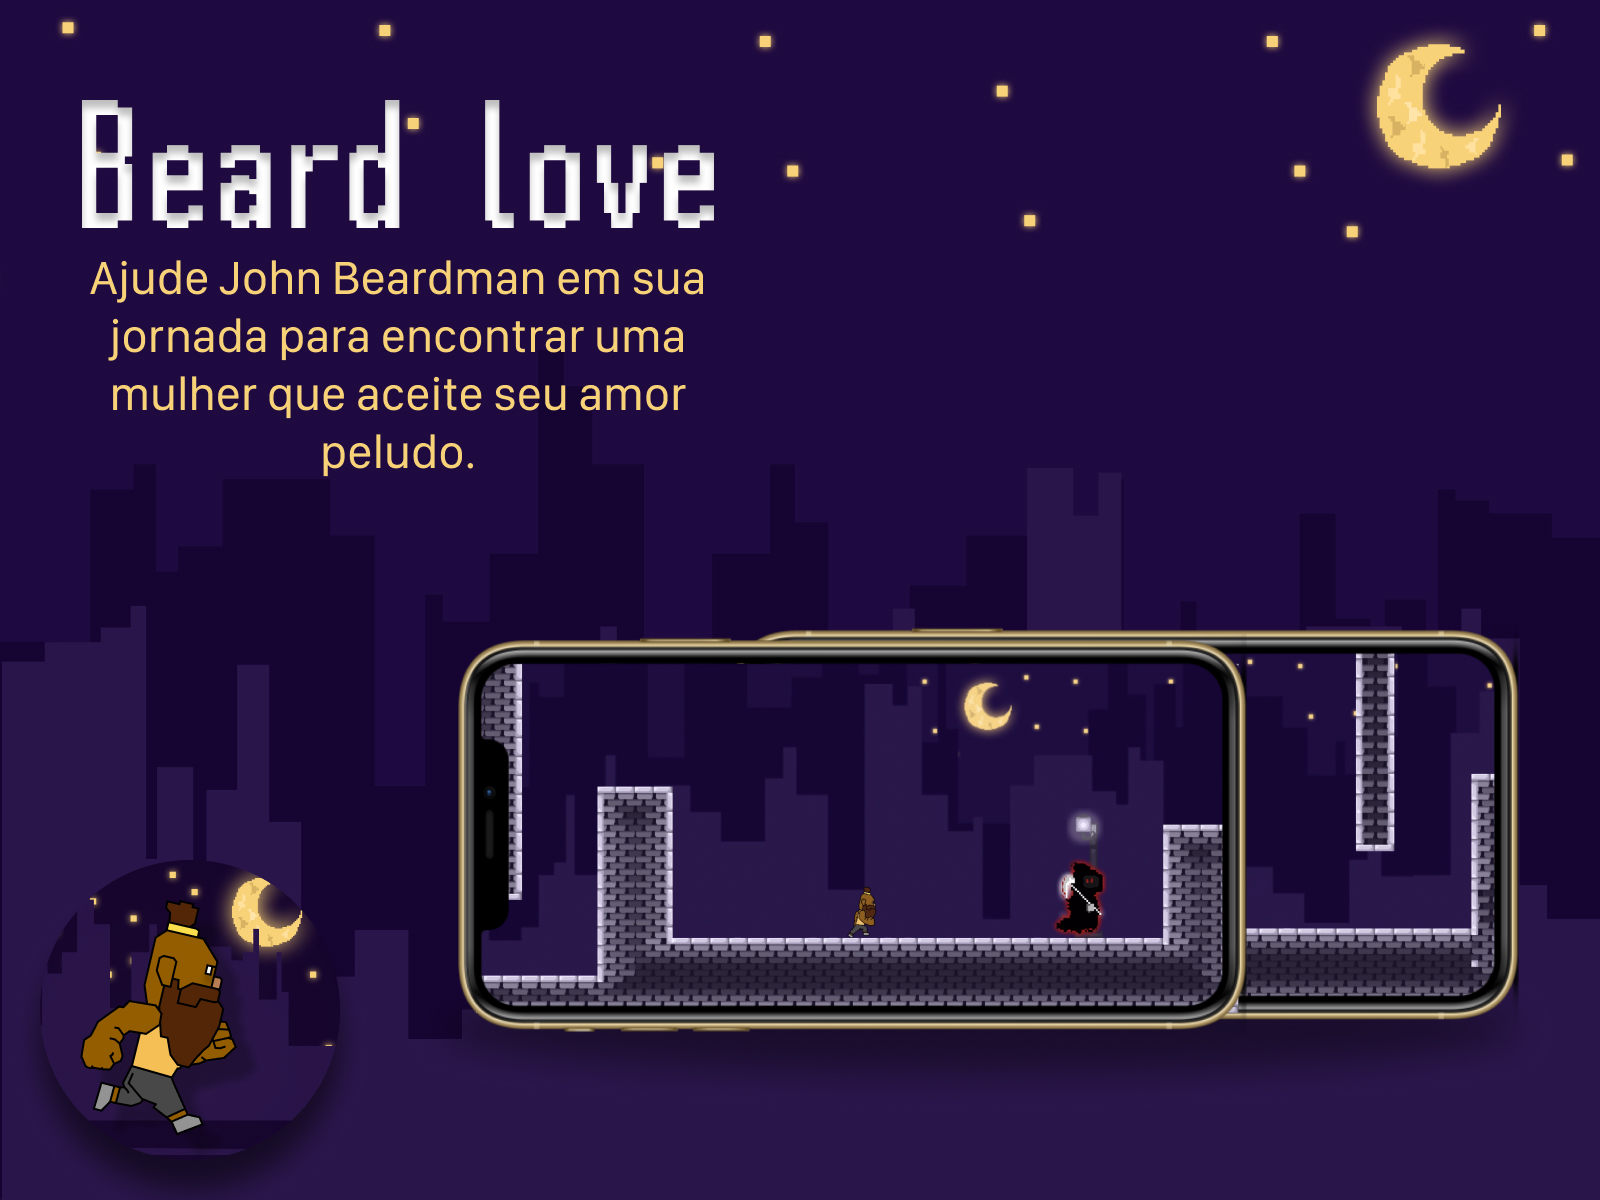 Beard love
Ajude John Beardman em sua
jornada para encontrar uma
mulher que aceite seu amor
peludo.